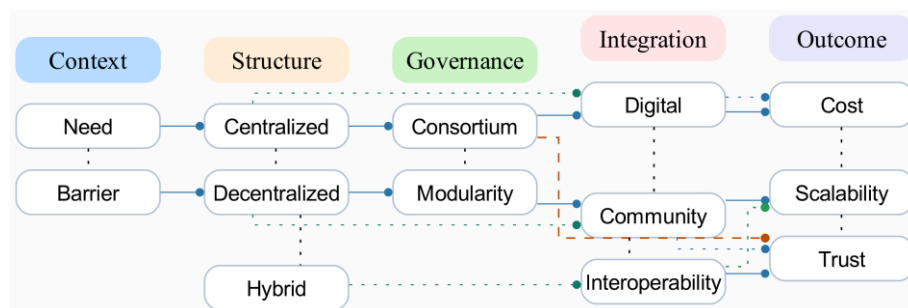 Context
Structure
Governance
Integration
Outcome
Need
Centralized
Consortium
Digital
Cost
Barrier
Decentralized
Modularity
Community
Scalability
Hybrid
Interoperability
Trust